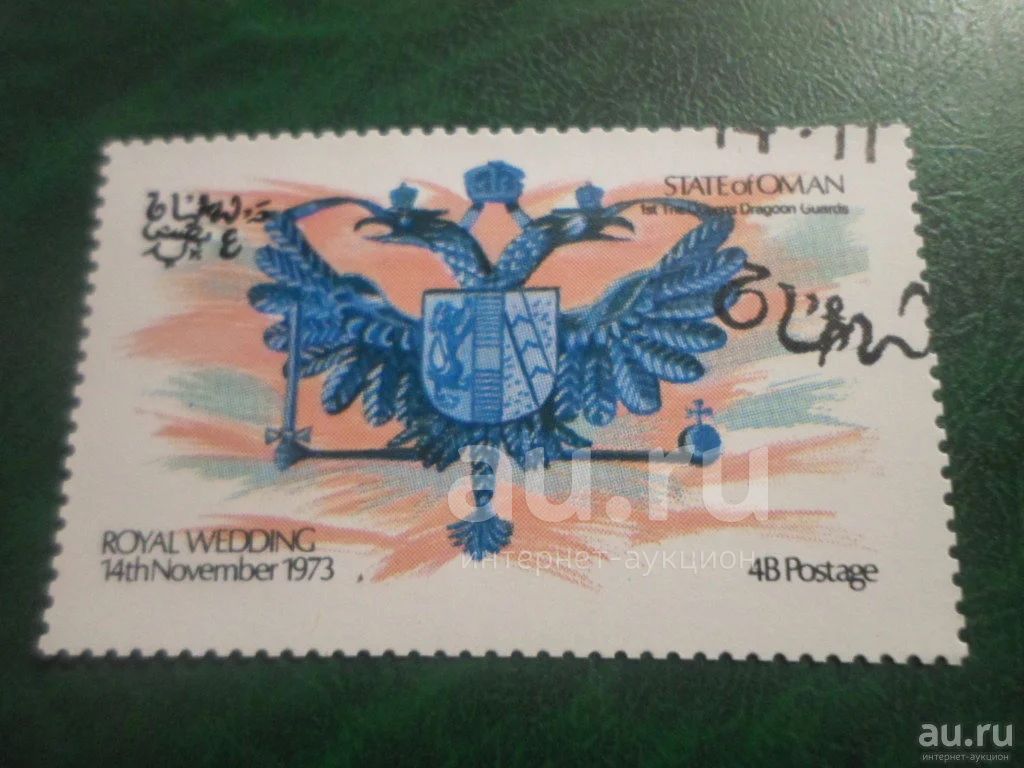 STATE of OMAN
1st The Queens Dragoon Guards
ROYAL WEDDING
14th November 1973
4B Postage
au.ru
интернет-аукцион
au.ru
интернет-аукцион